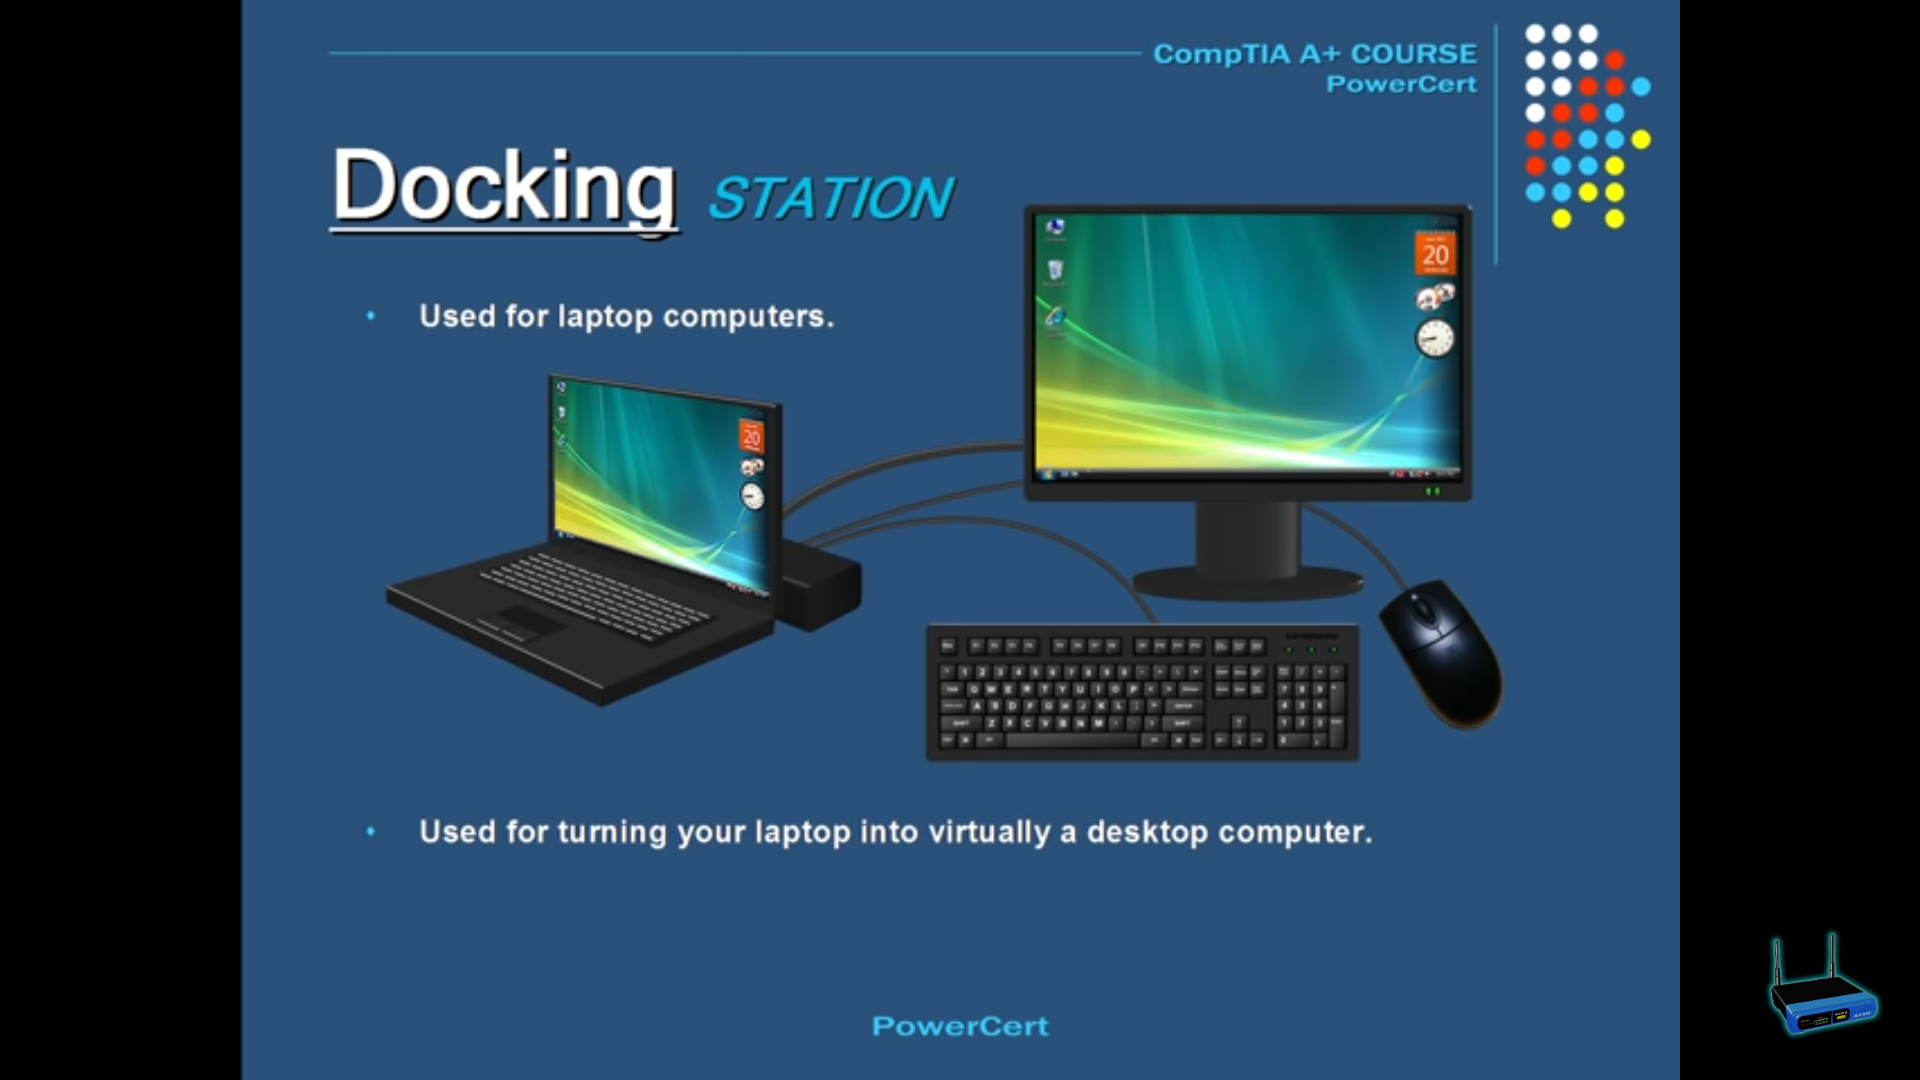 CompTIA A+ COURSE
PowerCert
Docking STATION
• Used for laptop computers.
20
20
KEYBOARD
• Used for turning your laptop into virtually a desktop computer.
PowerCert